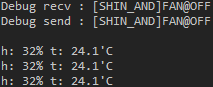 Debug recv : [SHIN_AND]FAN@OFF
Debug send : [SHIN_AND]FAN@OFF
h: 32% t: 24.1'C
h: 32% t: 24.1'C
h: 32% t: 24.1'C